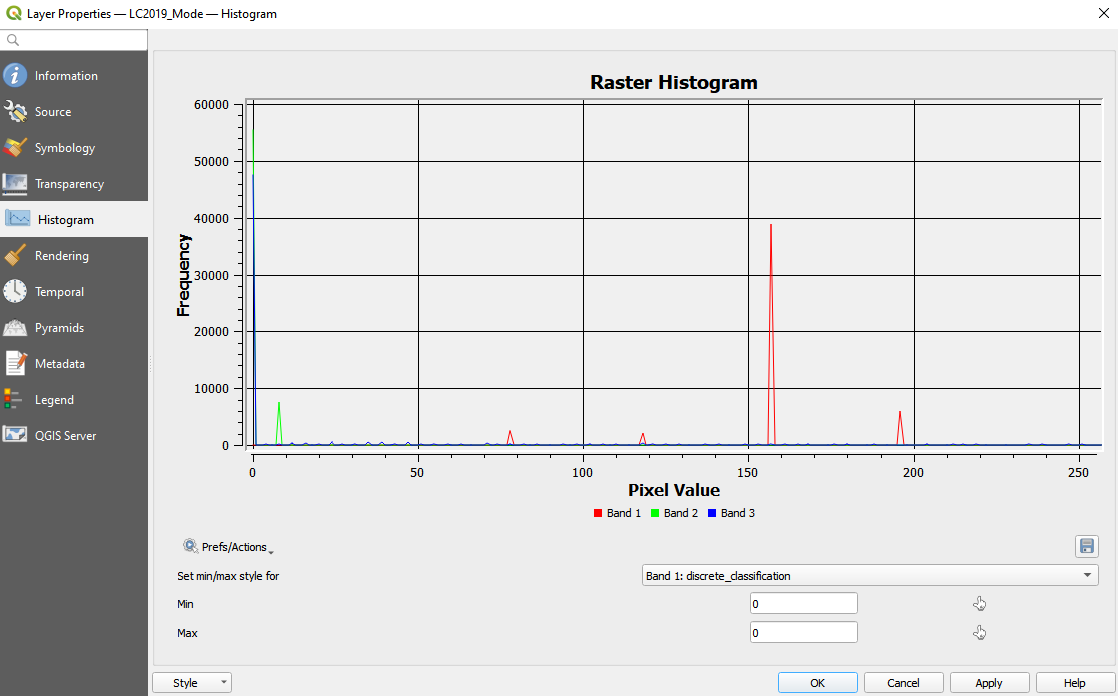 Layer Properties — LC2019_Mode — Histogram
Information
Source
Symbology
Transparency
Histogram
Rendering
Temporal
Pyramids
Metadata
Legend
QGIS Server
Raster Histogram
60000
50000
40000
30000
20000
10000
0
Frequency
0 50 100 150 200 250
Pixel Value
Band 1 Band 2 Band 3
Prefs/Actions
Set min/max style for Band 1: discrete_classification
Min 0
Max 0
Style OK Cancel Apply Help